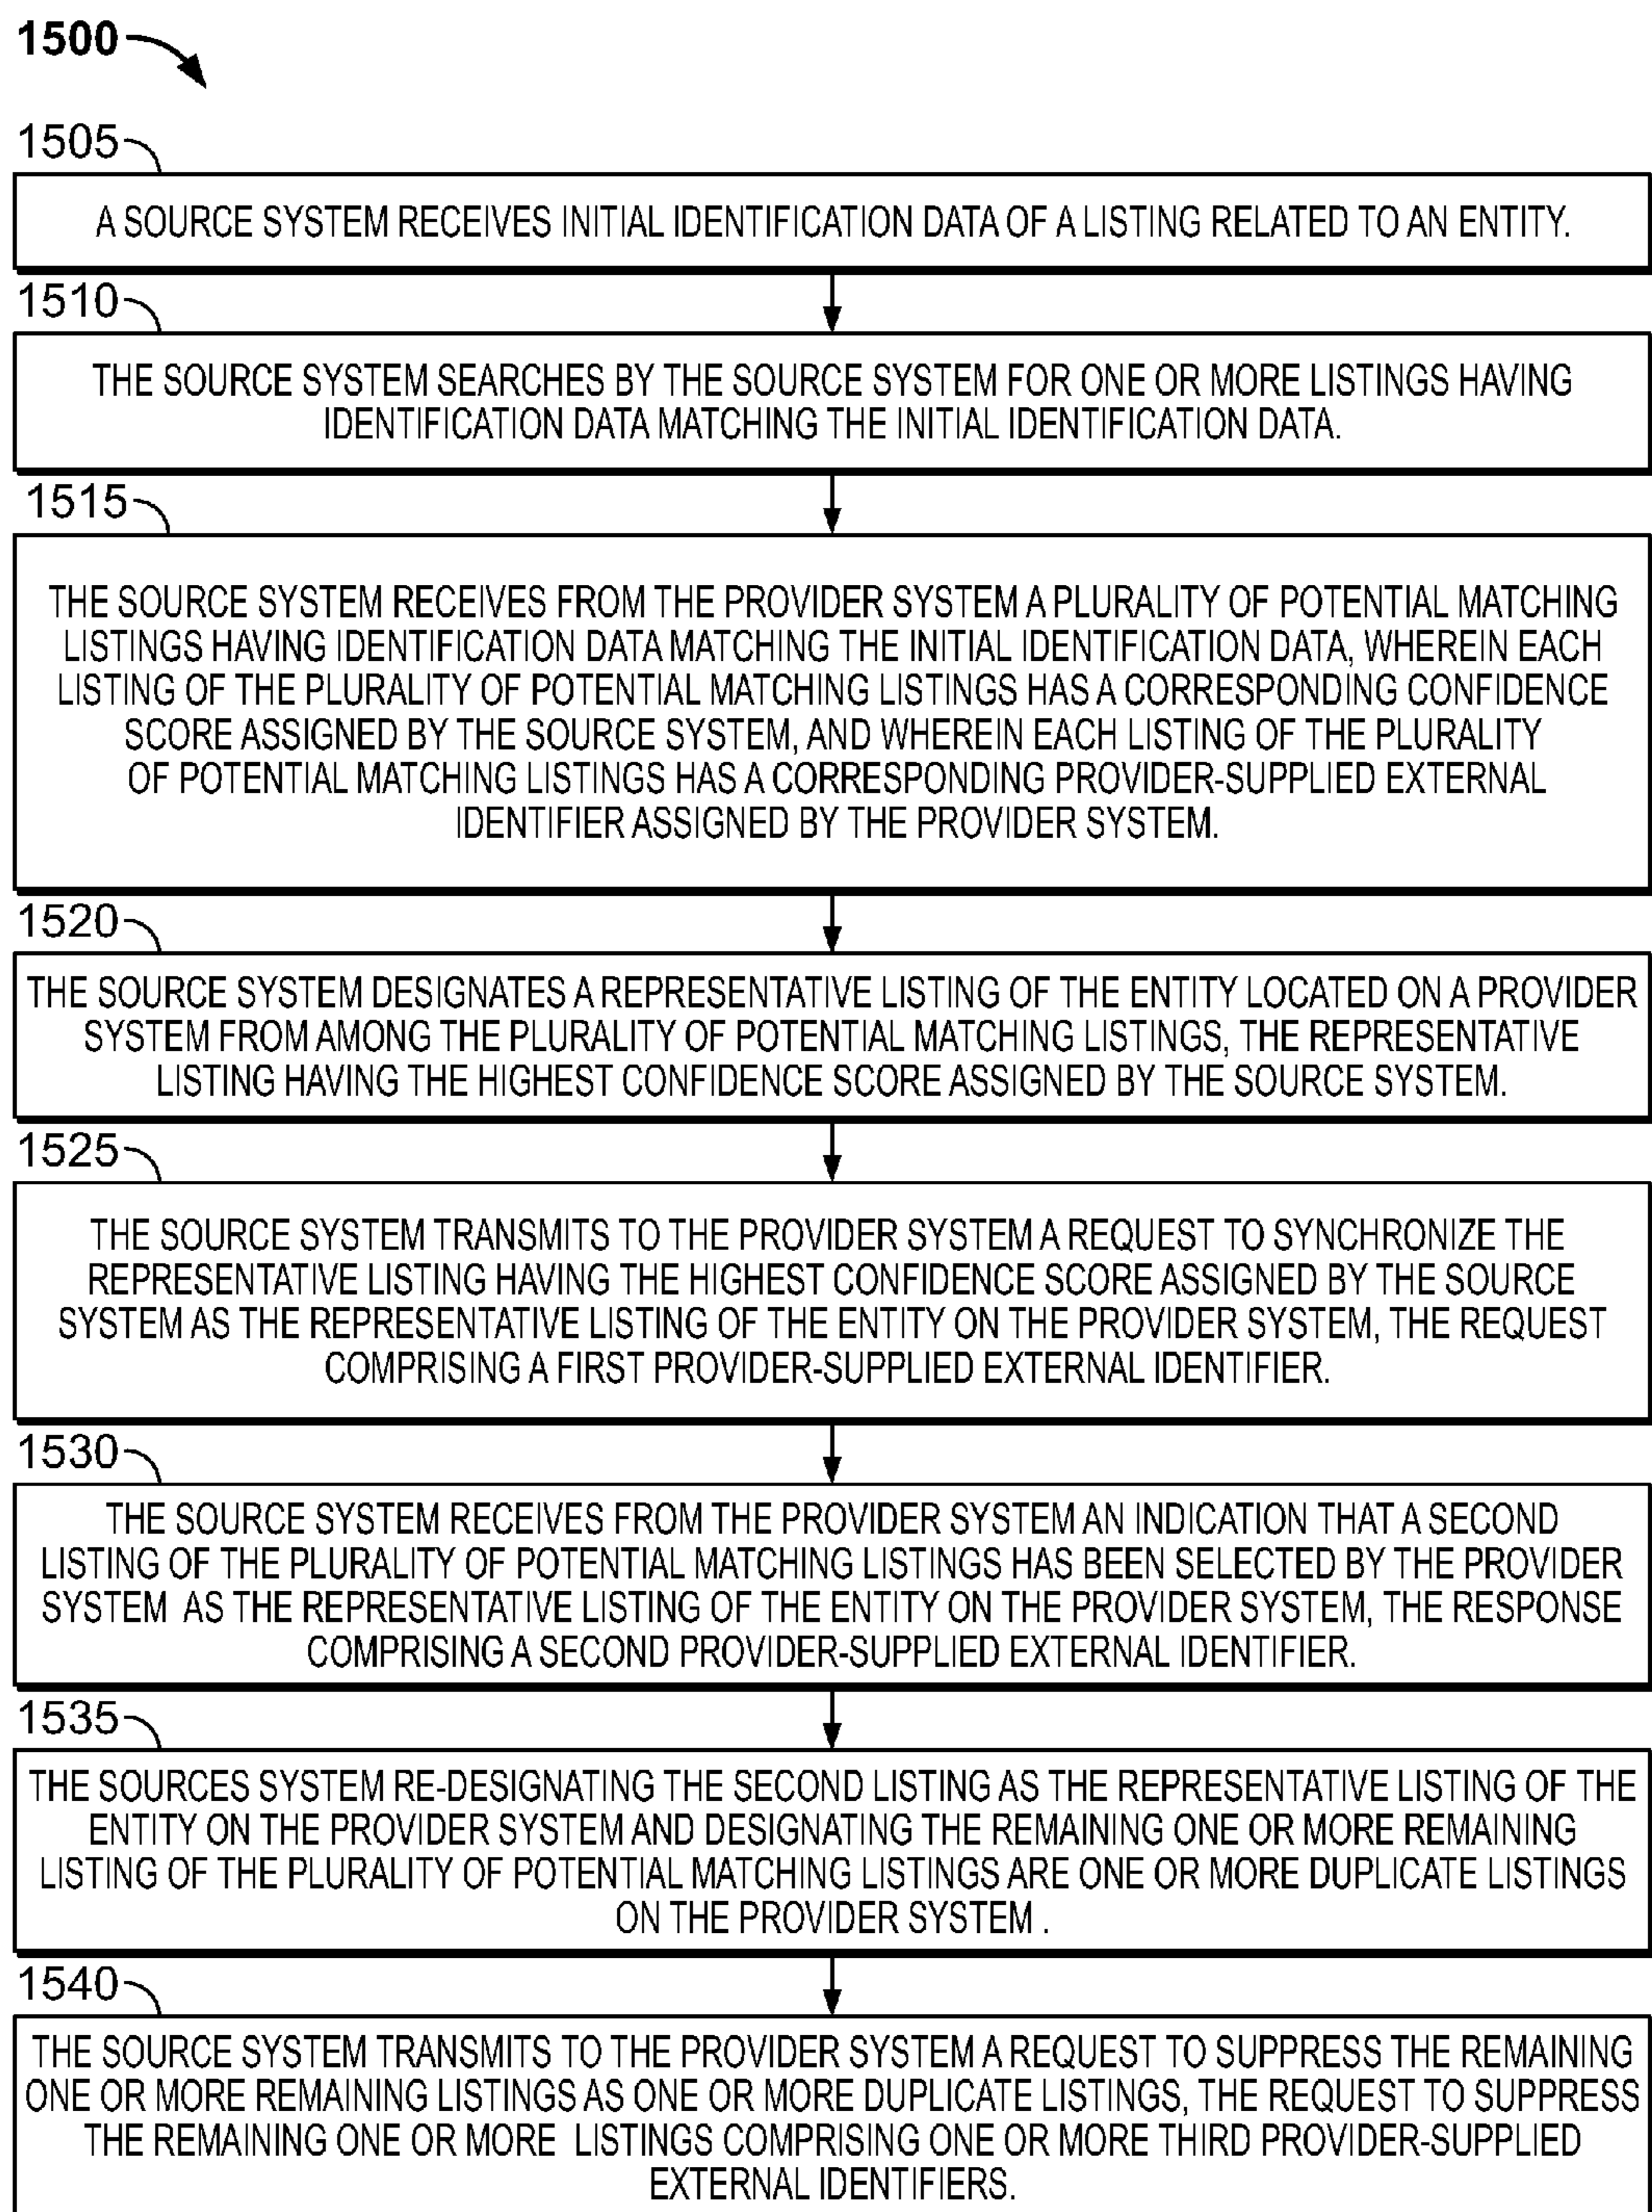 1500
1505
A SOURCE SYSTEM RECEIVES INITIAL IDENTIFICATION DATA OF A LISTING RELATED TO AN ENTITY.
1510
THE SOURCE SYSTEM SEARCHES BY THE SOURCE SYSTEM FOR ONE OR MORE LISTINGS HAVING
IDENTIFICATION DATA MATCHING THE INITIAL IDENTIFICATION DATA.
1515
THE SOURCE SYSTEM RECEIVES FROM THE PROVIDER SYSTEM A PLURALITY OF POTENTIAL MATCHING
LISTINGS HAVING IDENTIFICATION DATA MATCHING THE INITIAL IDENTIFICATION DATA, WHEREIN EACH
LISTING OF THE PLURALITY OF POTENTIAL MATCHING LISTINGS HAS A CORRESPONDING CONFIDENCE
SCORE ASSIGNED BY THE SOURCE SYSTEM, AND WHEREIN EACH LISTING OF THE PLURALITY
OF POTENTIAL MATCHING LISTINGS HAS A CORRESPONDING PROVIDER-SUPPLIED EXTERNAL
IDENTIFIER ASSIGNED BY THE PROVIDER SYSTEM.
1520
THE SOURCE SYSTEM DESIGNATES A REPRESENTATIVE LISTING OF THE ENTITY LOCATED ON A PROVIDER
SYSTEM FROM AMONG THE PLURALITY OF POTENTIAL MATCHING LISTINGS, THE REPRESENTATIVE
LISTING HAVING THE HIGHEST CONFIDENCE SCORE ASSIGNED BY THE SOURCE SYSTEM.
1525
THE SOURCE SYSTEM TRANSMITS TO THE PROVIDER SYSTEM A REQUEST TO SYNCHRONIZE THE
REPRESENTATIVE LISTING HAVING THE HIGHEST CONFIDENCE SCORE ASSIGNED BY THE SOURCE
SYSTEM AS THE REPRESENTATIVE LISTING OF THE ENTITY ON THE PROVIDER SYSTEM, THE REQUEST
COMPRISING A FIRST PROVIDER-SUPPLIED EXTERNAL IDENTIFIER.
1530
THE SOURCE SYSTEM RECEIVES FROM THE PROVIDER SYSTEM AN INDICATION THAT A SECOND
LISTING OF THE PLURALITY OF POTENTIAL MATCHING LISTINGS HAS BEEN SELECTED BY THE PROVIDER
SYSTEM AS THE REPRESENTATIVE LISTING OF THE ENTITY ON THE PROVIDER SYSTEM, THE RESPONSE
COMPRISING A SECOND PROVIDER-SUPPLIED EXTERNAL IDENTIFIER.
1535
THE SOURCES SYSTEM RE-DESIGNATING THE SECOND LISTING AS THE REPRESENTATIVE LISTING OF THE
ENTITY ON THE PROVIDER SYSTEM AND DESIGNATING THE REMAINING ONE OR MORE REMAINING
LISTING OF THE PLURALITY OF POTENTIAL MATCHING LISTINGS ARE ONE OR MORE DUPLICATE LISTINGS
ON THE PROVIDER SYSTEM .
1540
THE SOURCE SYSTEM TRANSMITS TO THE PROVIDER SYSTEM A REQUEST TO SUPPRESS THE REMAINING
ONE OR MORE REMAINING LISTINGS AS ONE OR MORE DUPLICATE LISTINGS, THE REQUEST TO SUPPRESS
THE REMAINING ONE OR MORE LISTINGS COMPRISING ONE OR MORE THIRD PROVIDER-SUPPLIED
EXTERNAL IDENTIFIERS.